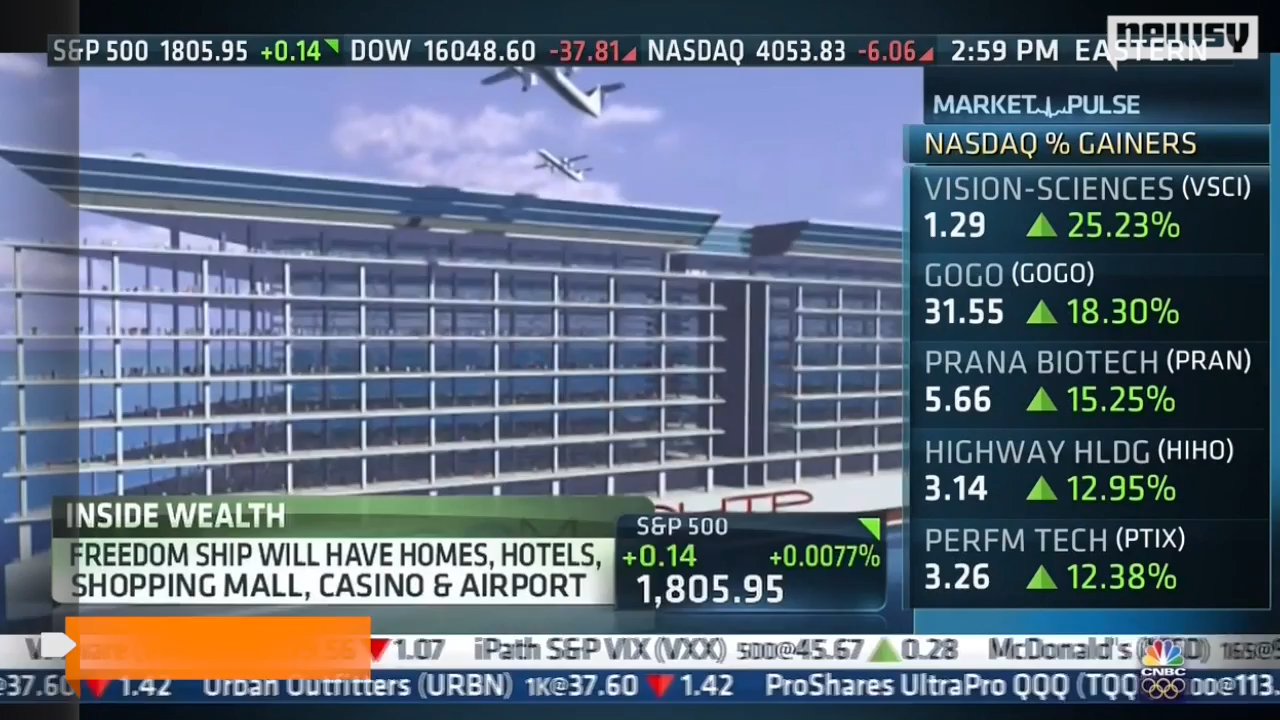 S&P 500 1805.95 +0.14 DOW 16048.60 -37.81 NASDAQ 4053.83 -6.06 2:59 PM EASTERN
newsy
MARKET PULSE
NASDAQ % GAINERS
VISION-SCIENCES (VSCI)
1.29 25.23%
GOGO (GOGO)
31.55 18.30%
PRANA BIOTECH (PRAN)
5.66 15.25%
HIGHWAY HLDG (HIHO)
3.14 12.95%
PERFM TECH (PTIX)
3.26 12.38%
INSIDE WEALTH
FREEDOM SHIP WILL HAVE HOMES, HOTELS,
SHOPPING MALL, CASINO & AIRPORT
S&P 500
+0.14 +0.0077%
1,805.95
1.07 iPath S&P VIX (VXX) 500@45.67 0.28 McDonald's
@37.60 1.42 Urban Outfitters (URBN) 1K@37.60 1.42 ProShares UltraPro QQQ (TQQ
CNBC